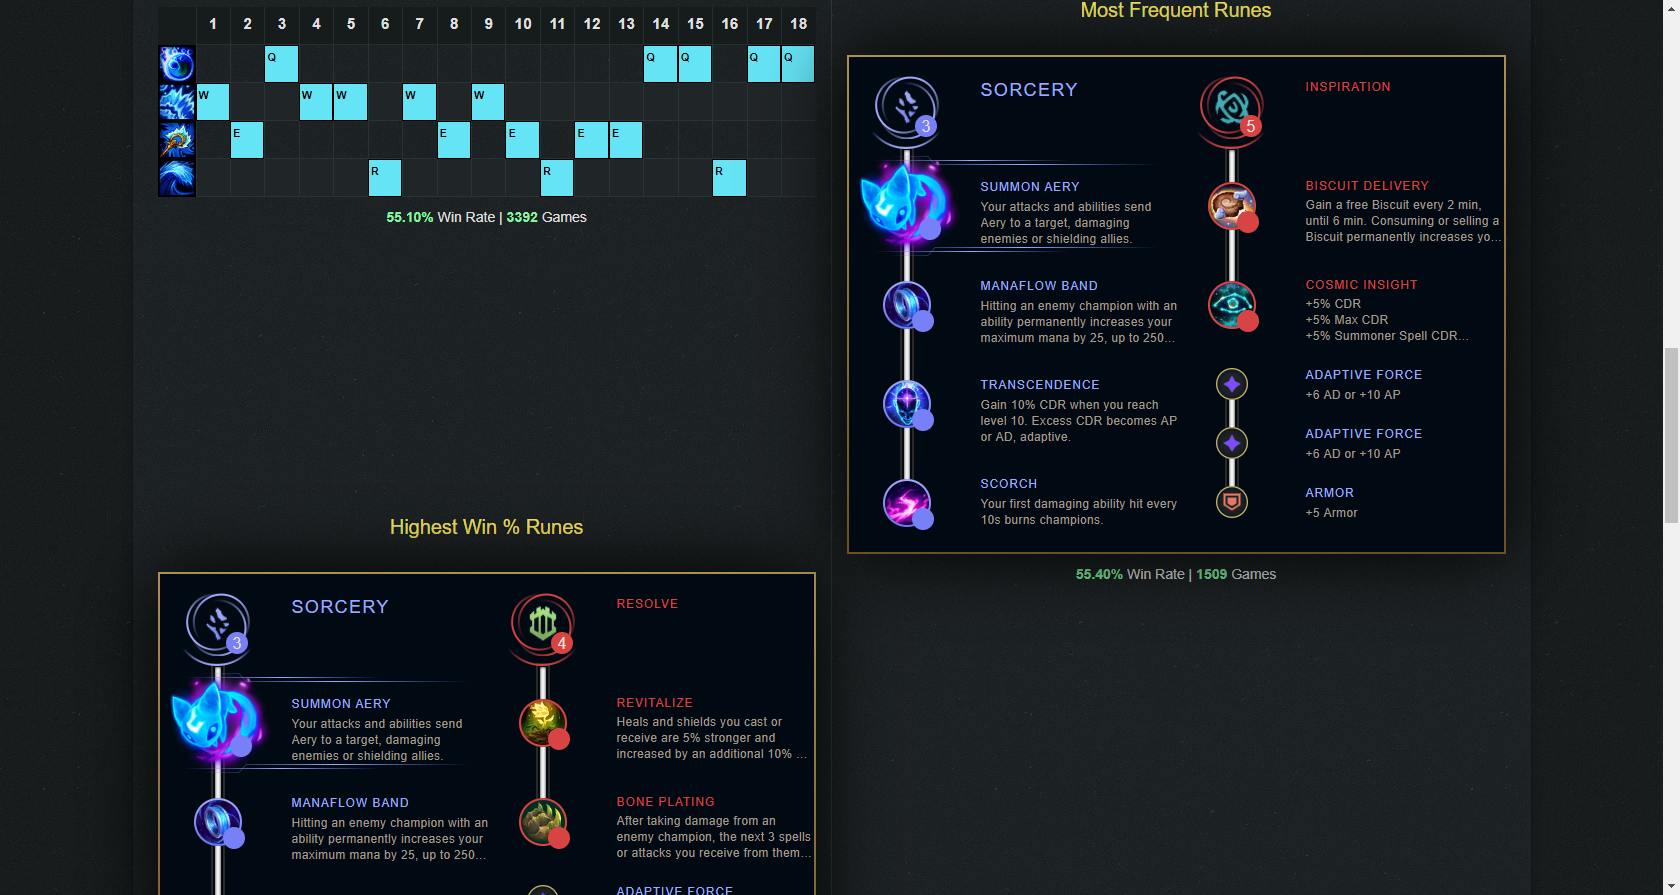 1 2 3 4 5 6 7 8 9 10 11 12 13 14 15 16 17 18
Q Q Q Q Q
W W W W W
E E E E E
R R R
55.10% Win Rate | 3392 Games
Highest Win % Runes
3
SORCERY
SUMMON AERY
Your attacks and abilities send
Aery to a target, damaging
enemies or shielding allies.
MANAFLOW BAND
Hitting an enemy champion with an
ability permanently increases your
maximum mana by 25, up to 250...
4
RESOLVE
REVITALIZE
Heals and shields you cast or
receive are 5% stronger and
increased by an additional 10% ...
BONE PLATING
After taking damage from an
enemy champion, the next 3 spells
or attacks you receive from them...
ADAPTIVE FORCE
Most Frequent Runes
3
SORCERY
SUMMON AERY
Your attacks and abilities send
Aery to a target, damaging
enemies or shielding allies.
MANAFLOW BAND
Hitting an enemy champion with an
ability permanently increases your
maximum mana by 25, up to 250...
TRANSCENDENCE
Gain 10% CDR when you reach
level 10. Excess CDR becomes AP
or AD, adaptive.
SCORCH
Your first damaging ability hit every
10s burns champions.
5
INSPIRATION
BISCUIT DELIVERY
Gain a free Biscuit every 2 min,
until 6 min. Consuming or selling a
Biscuit permanently increases yo...
COSMIC INSIGHT
+5% CDR
+5% Max CDR
+5% Summoner Spell CDR...
ADAPTIVE FORCE
+6 AD or +10 AP
ADAPTIVE FORCE
+6 AD or +10 AP
ARMOR
+5 Armor
55.40% Win Rate | 1509 Games